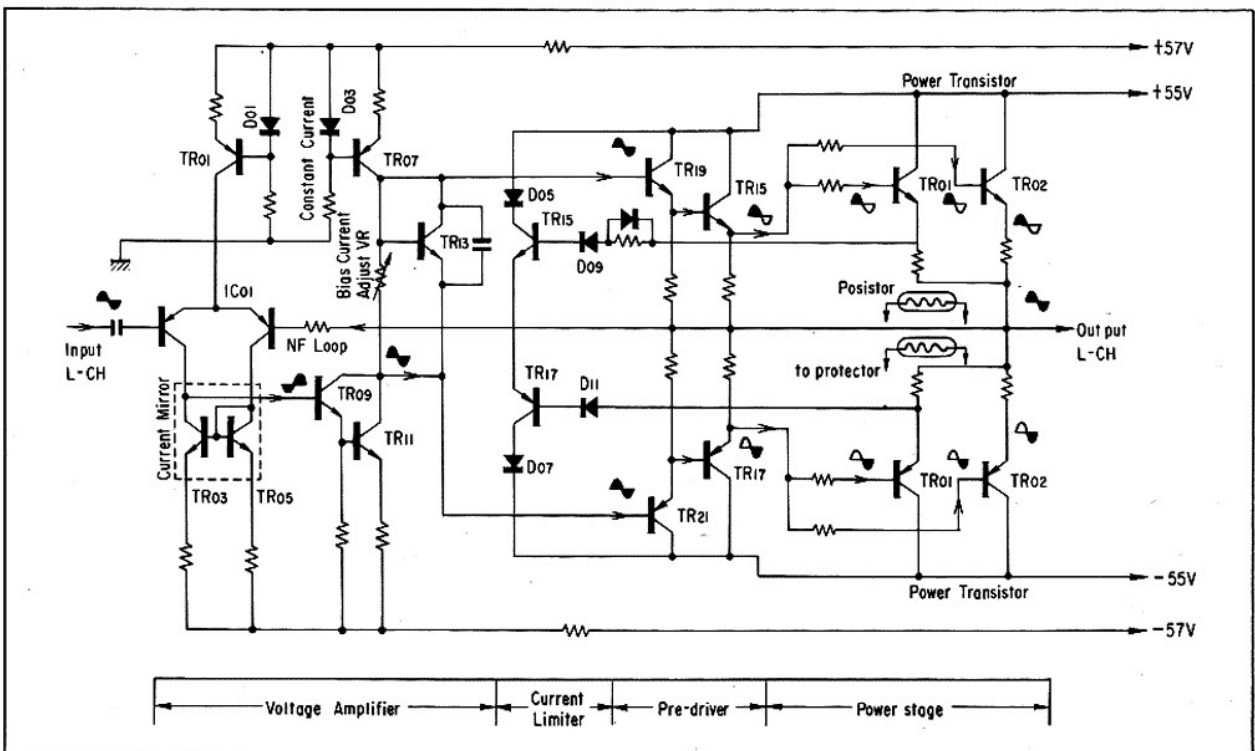 +57V
Power Transistor
+55V
D01
Constant Current
D03
TR01
TR07
TR19
TR15
TR01
TR02
D05
TR15
TR13
Bias Current
Adjust VR
D09
IC01
Posistor
Input
L-CH
NF Loop
Output
L-CH
to protector
Current Mirror
TR09
TR17
D11
TR11
D07
TR17
TR01
TR02
TR03
TR05
TR21
-55V
Power Transistor
-57V
Voltage Amplifier
Current
Limiter
Pre-driver
Power stage